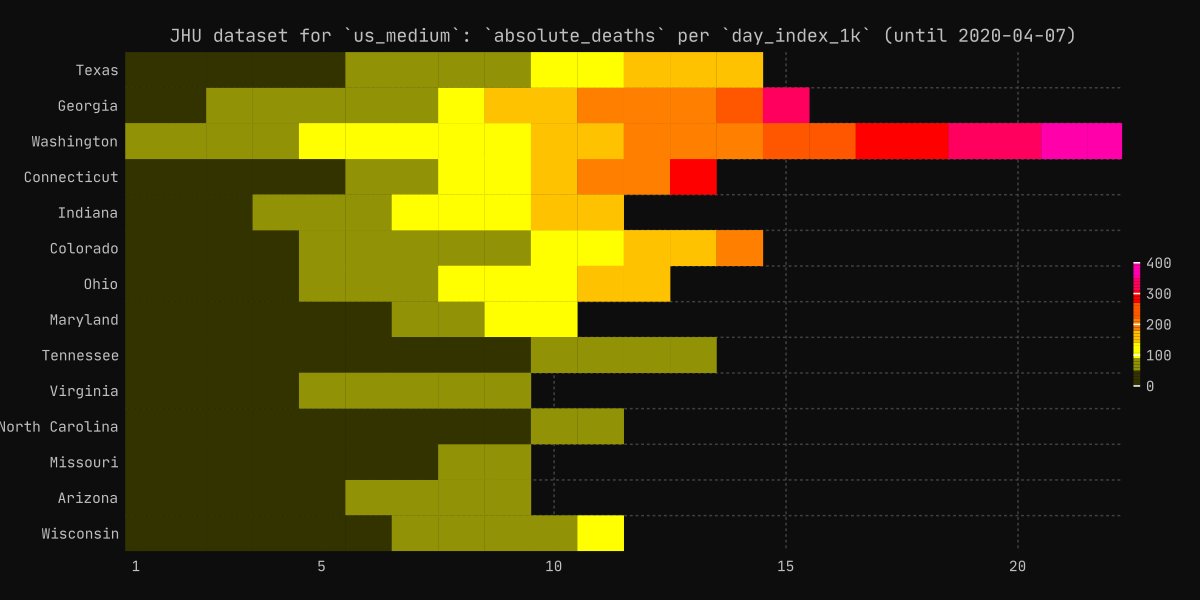 JHU dataset for `us_medium`: `absolute_deaths` per `day_index_1k` (until 2020-04-07)
Texas
Georgia
Washington
Connecticut
Indiana
Colorado
Ohio
Maryland
Tennessee
Virginia
North Carolina
Missouri
Arizona
Wisconsin
1 5 10 15 20
400
300
200
100
0